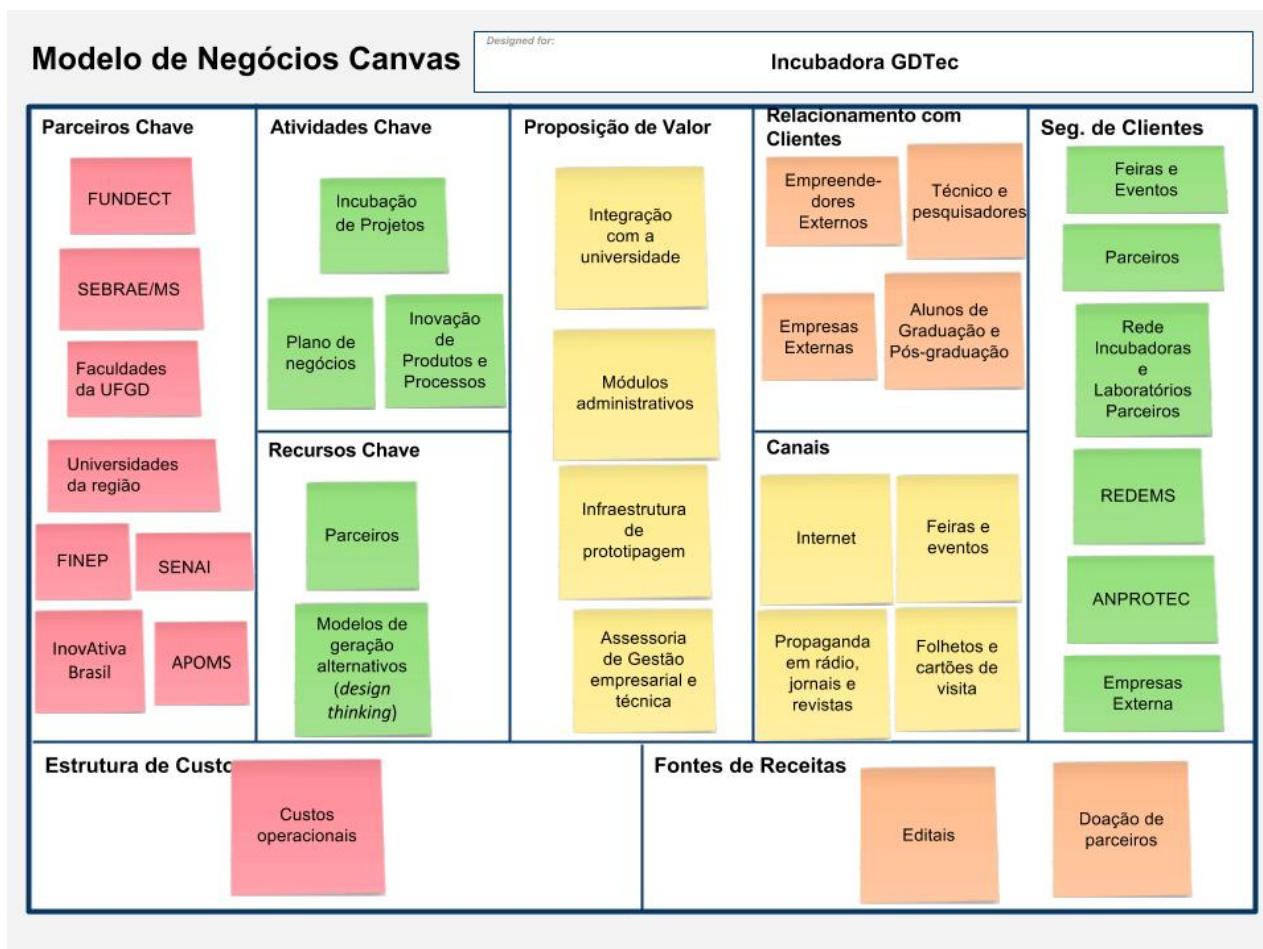 Modelo de Negócios Canvas
Designed for:
Incubadora GDTec
Parceiros Chave
FUNDECT
SEBRAE/MS
Faculdades
da UFGD
Universidades
da região
FINEP
SENAI
InovAtiva
Brasil
APOMS
Atividades Chave
Incubação
de Projetos
Plano de
negócios
Inovação
de
Produtos e
Processos
Recursos Chave
Parceiros
Modelos de
geração
alternativos
(design
thinking)
Proposição de Valor
Integração
com a
universidade
Módulos
administrativos
Infraestrutura
de
prototipagem
Assessoria
de Gestão
empresarial e
técnica
Relacionamento com
Clientes
Empreende-
dores
Externos
Técnico e
pesquisadores
Empresas
Externas
Alunos de
Graduação e
Pós-graduação
Canais
Internet
Feiras e
eventos
Propaganda
em rádio,
jornais e
revistas
Folhetos e
cartões de
visita
Seg. de Clientes
Feiras e
Eventos
Parceiros
Rede
Incubadoras
e
Laboratórios
Parceiros
REDEMS
ANPROTEC
Empresas
Externa
Estrutura de Custo
Custos
operacionais
Fontes de Receitas
Editais
Doação de
parceiros